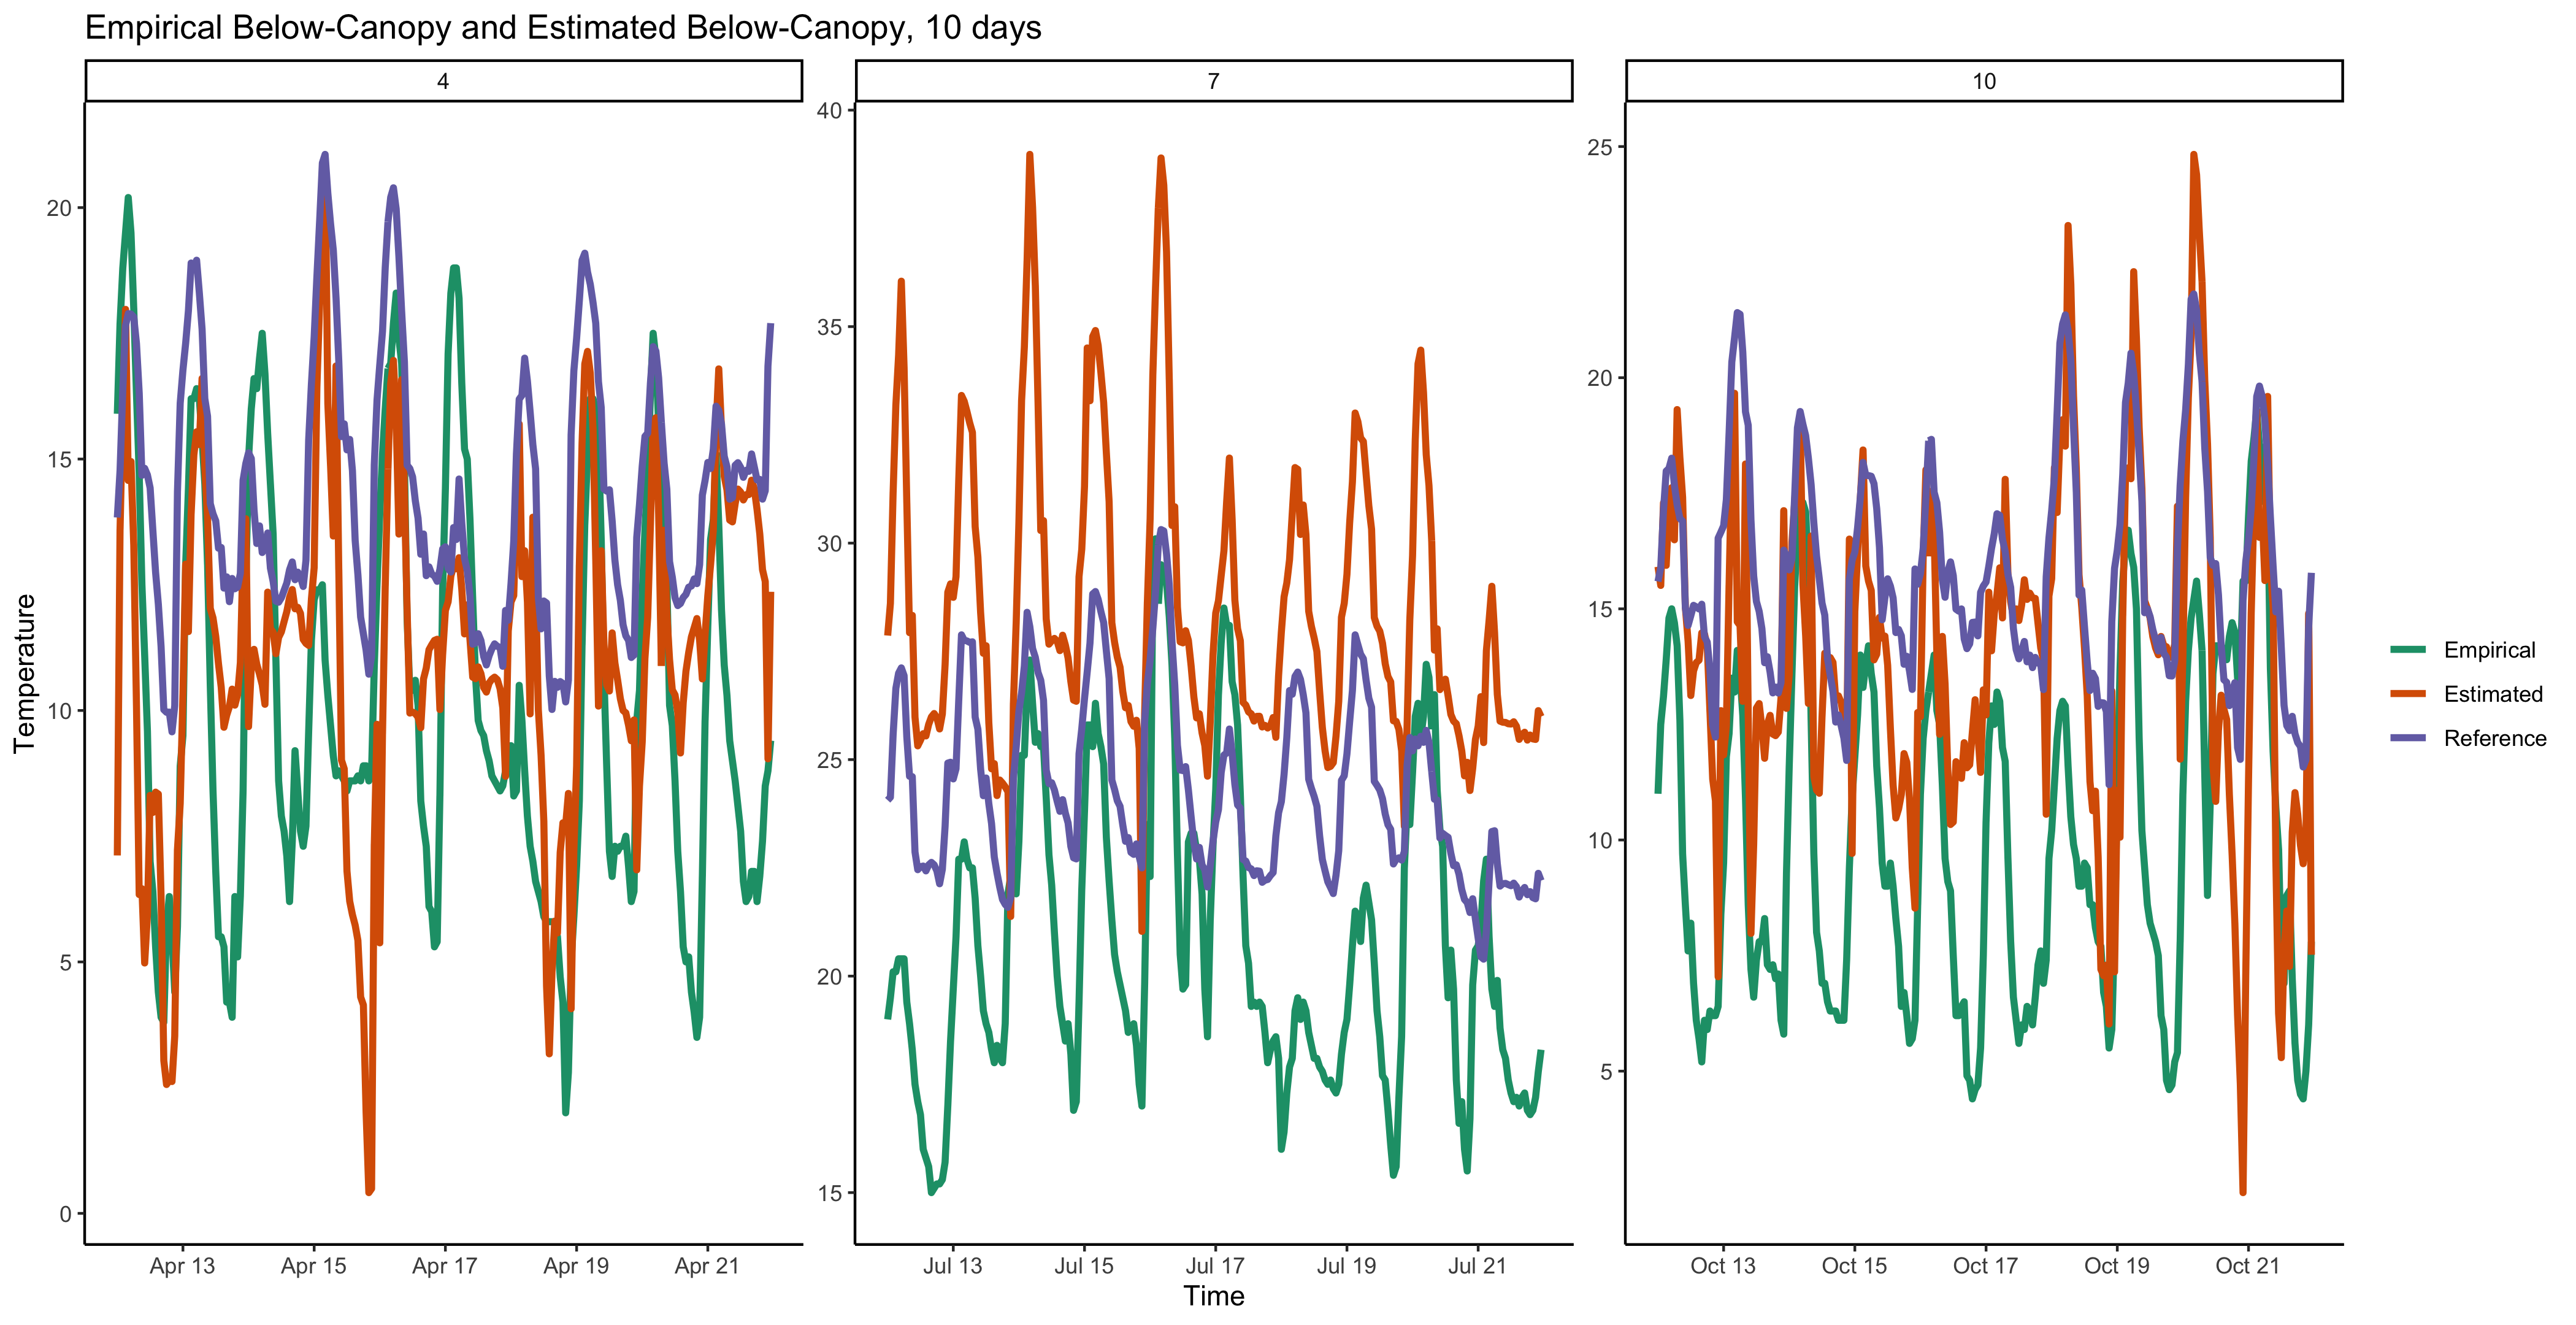 Empirical Below-Canopy and Estimated Below-Canopy, 10 days
4
7
10
Temperature
20
15
10
5
0
40
35
30
25
20
15
25
20
15
10
5
Apr 13 Apr 15 Apr 17 Apr 19 Apr 21
Jul 13 Jul 15 Jul 17 Jul 19 Jul 21
Oct 13 Oct 15 Oct 17 Oct 19 Oct 21
Time
Empirical
Estimated
Reference